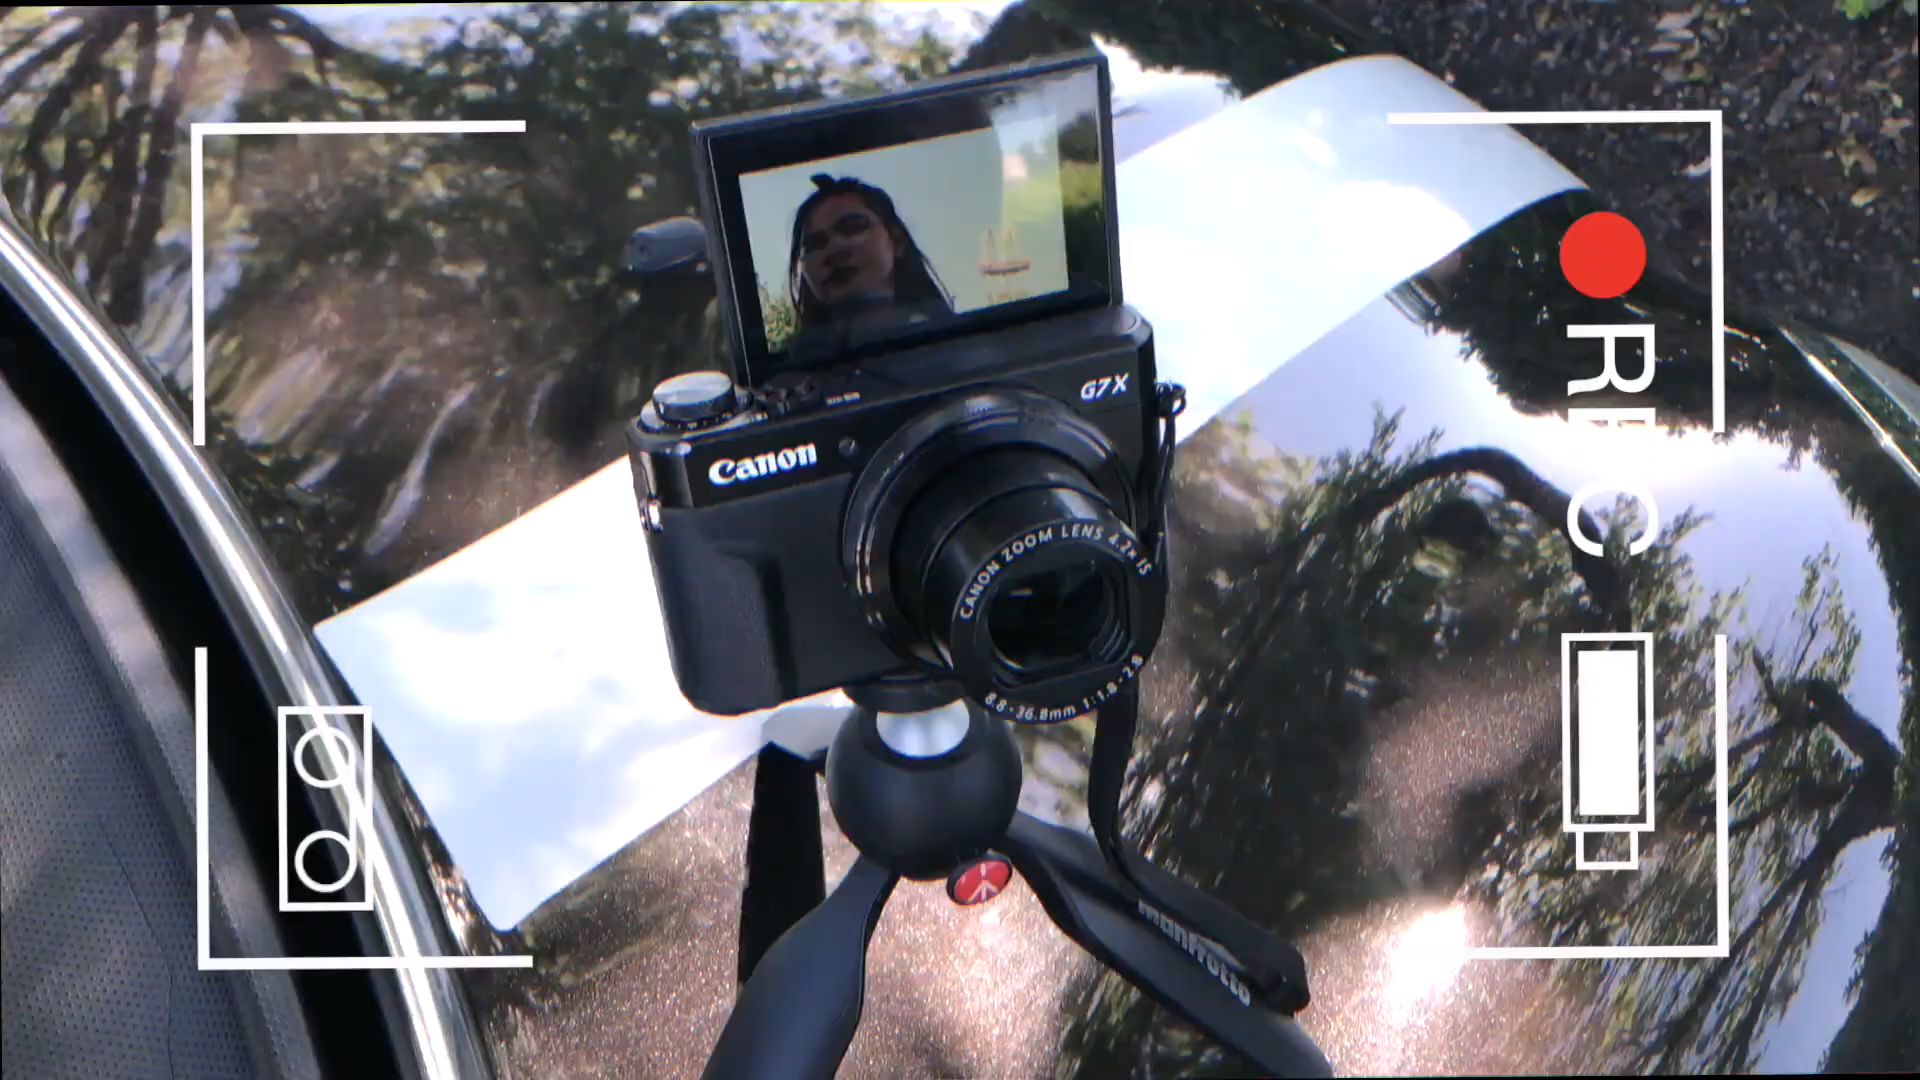 G7X
Canon
CANON ZOOM LENS 4.2x IS
8.8-36.8mm 1:1.8-2.8
Manfrotto
REC